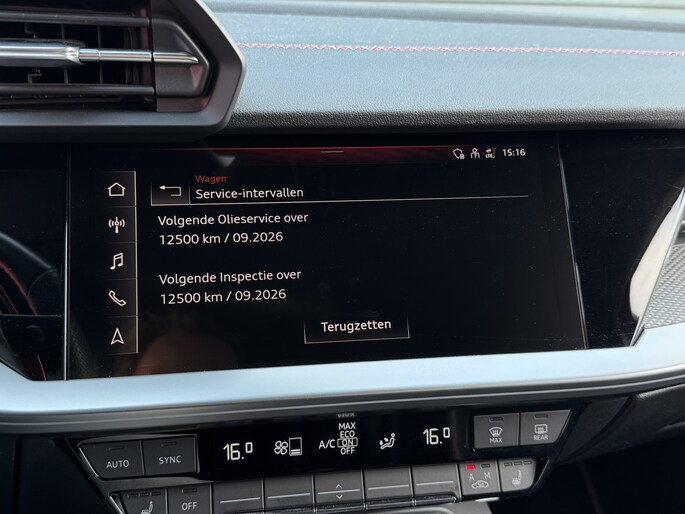 15:16
Wagen
Service-intervallen
Volgende Olieservice over
12500 km / 09.2026
Volgende Inspectie over
12500 km / 09.2026
Terugzetten
AUTO
SYNC
16.0
A/C
MAX
ECO
ON
OFF
16.0
MAX
REAR
OFF
A M